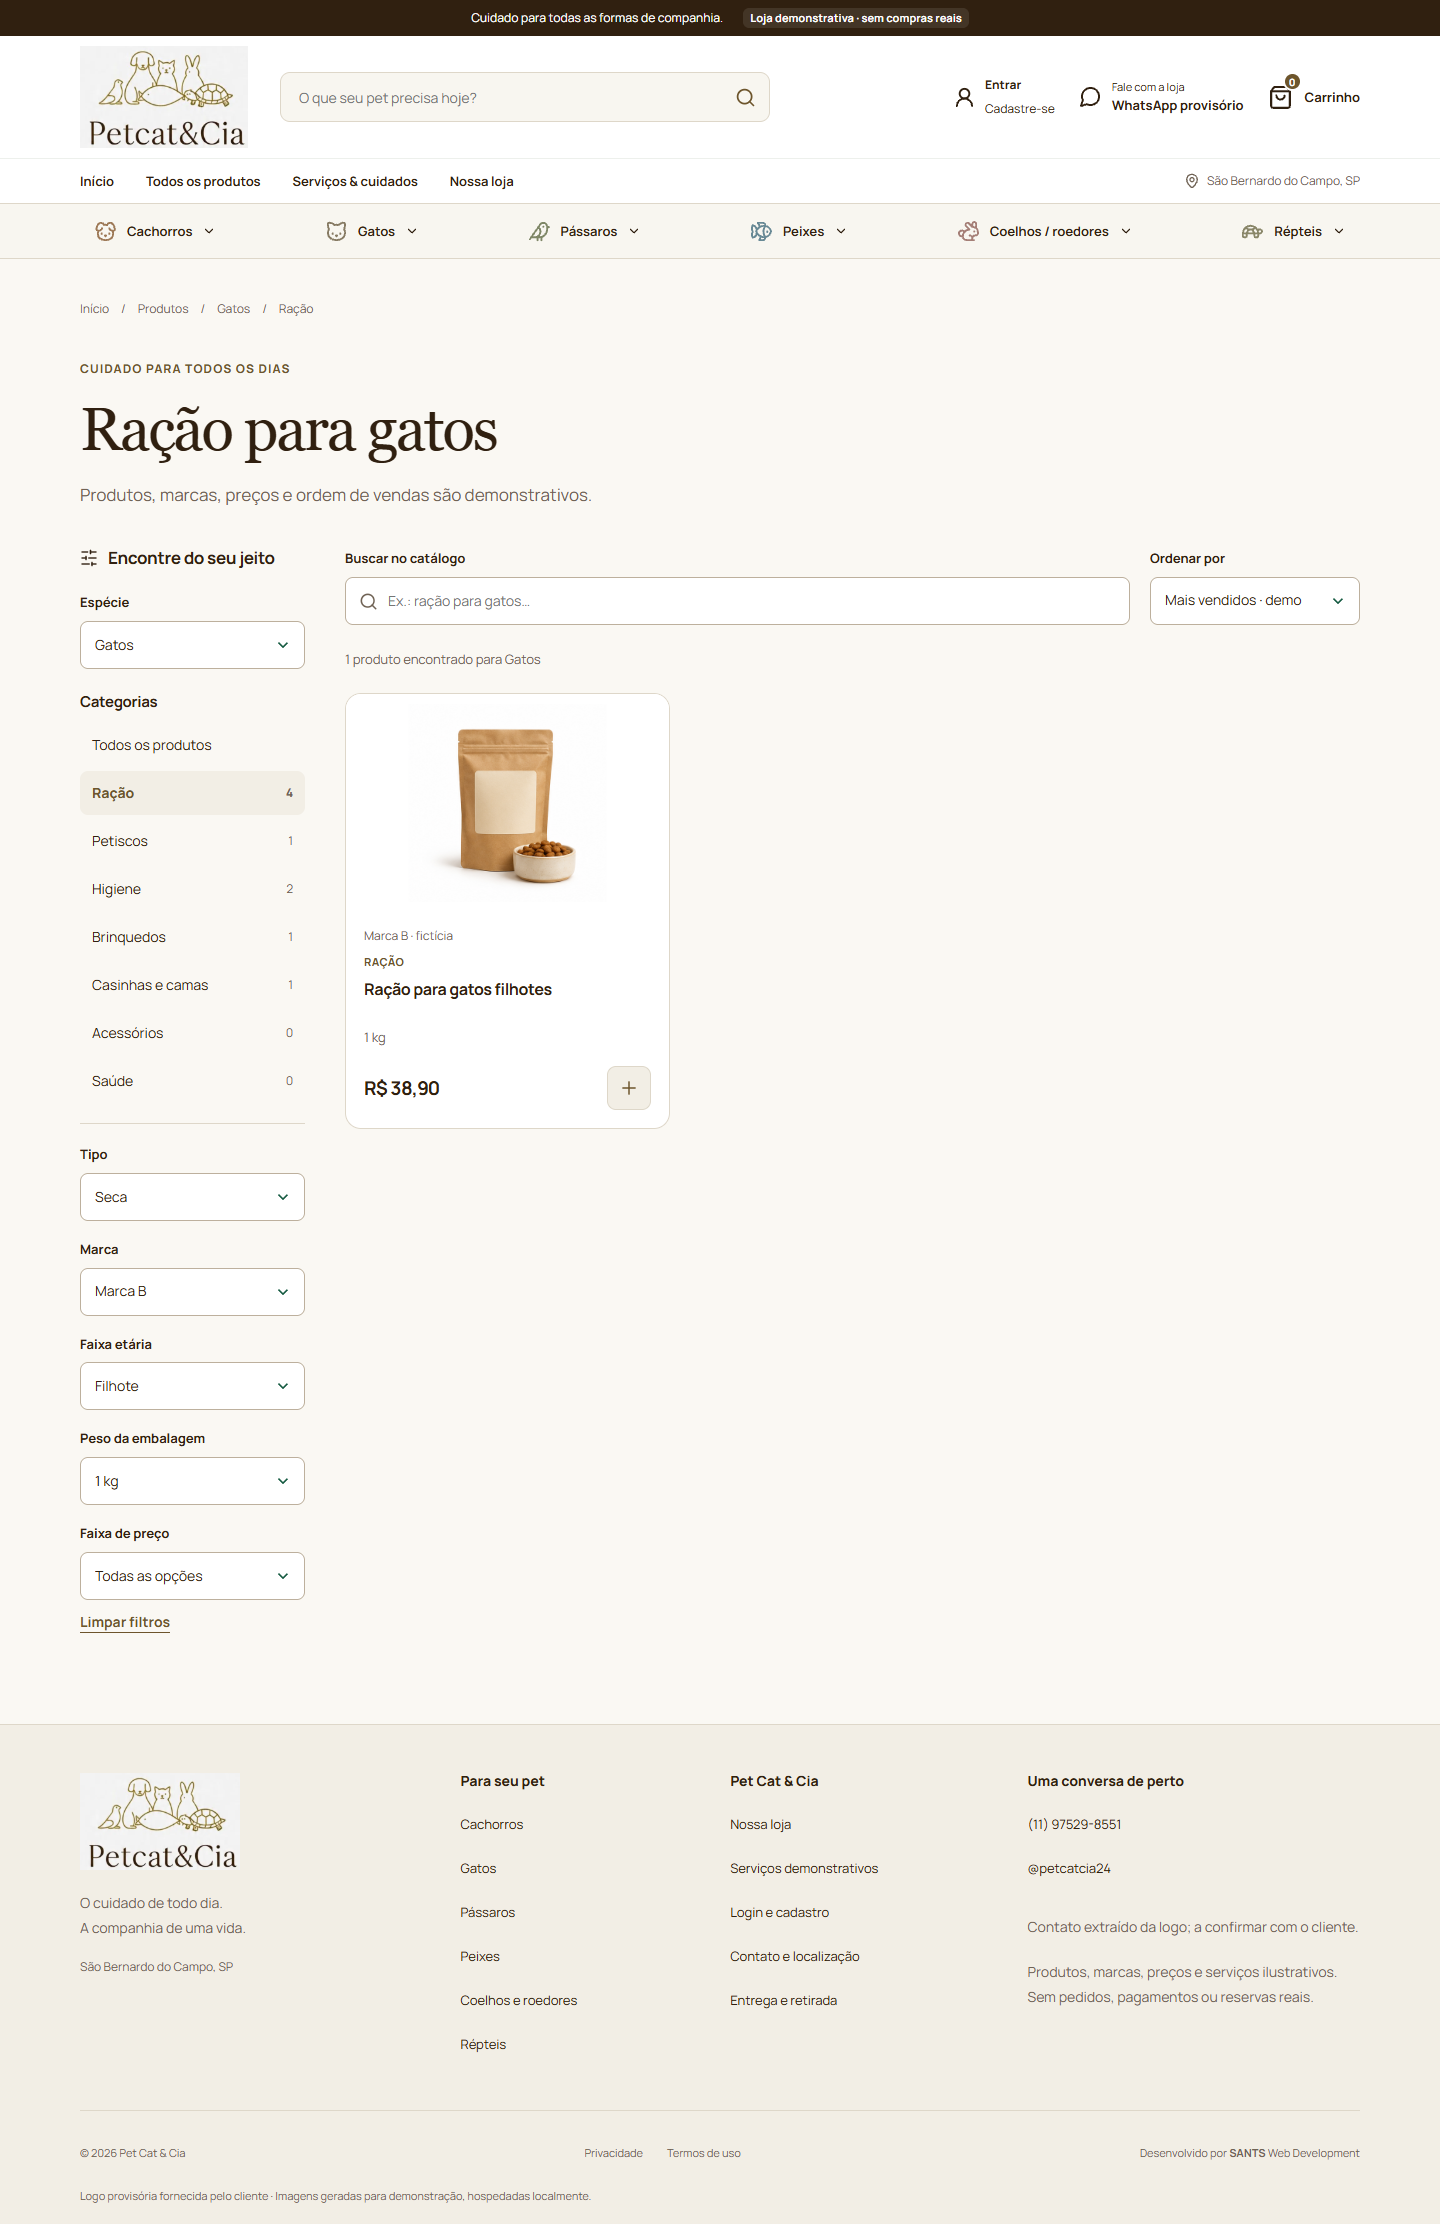 Cuidado para todas as formas de companhia.
Loja demonstrativa · sem compras reais
Petcat&Cia
O que seu pet precisa hoje?
Entrar
Cadastre-se
Fale com a loja
WhatsApp provisório
0
Carrinho
Início
Todos os produtos
Serviços & cuidados
Nossa loja
São Bernardo do Campo, SP
Cachorros
Gatos
Pássaros
Peixes
Coelhos / roedores
Répteis
Início / Produtos / Gatos / Ração
CUIDADO PARA TODOS OS DIAS
Ração para gatos
Produtos, marcas, preços e ordem de vendas são demonstrativos.
Encontre do seu jeito
Espécie
Gatos
Categorias
Todos os produtos
Ração 4
Petiscos 1
Higiene 2
Brinquedos 1
Casinhas e camas 1
Acessórios 0
Saúde 0
Tipo
Seca
Marca
Marca B
Faixa etária
Filhote
Peso da embalagem
1 kg
Faixa de preço
Todas as opções
Limpar filtros
Buscar no catálogo
Ex.: ração para gatos...
Ordenar por
Mais vendidos · demo
1 produto encontrado para Gatos
Marca B · fictícia
RAÇÃO
Ração para gatos filhotes
1 kg
R$ 38,90
Petcat&Cia
O cuidado de todo dia.
A companhia de uma vida.
São Bernardo do Campo, SP
Para seu pet
Cachorros
Gatos
Pássaros
Peixes
Coelhos e roedores
Répteis
Pet Cat & Cia
Nossa loja
Serviços demonstrativos
Login e cadastro
Contato e localização
Entrega e retirada
Uma conversa de perto
(11) 97529-8551
@petcatcia24
Contato extraído da logo; a confirmar com o cliente.
Produtos, marcas, preços e serviços ilustrativos.
Sem pedidos, pagamentos ou reservas reais.
© 2026 Pet Cat & Cia
Privacidade
Termos de uso
Desenvolvido por SANTS Web Development
Logo provisória fornecida pelo cliente · Imagens geradas para demonstração, hospedadas localmente.